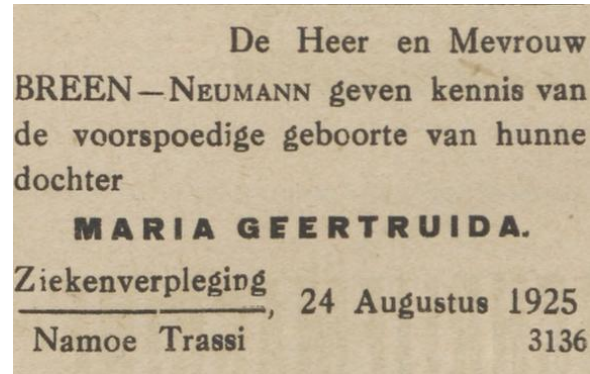 De Heer en Mevrouw
BREEN—NEUMANN geven kennis van
de voorspoedige geboorte van hunne
dochter
MARIA GEERTRUIDA.
Ziekenverpleging, 24 Augustus 1925
Namoe Trassi 3136